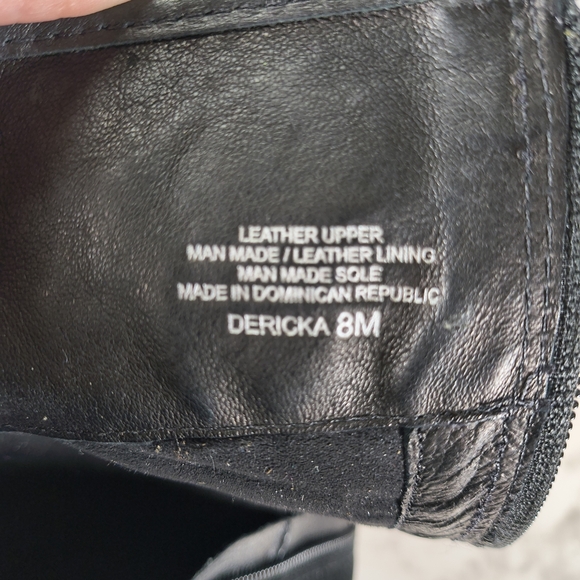 LEATHER UPPER
MAN MADE / LEATHER LINING
MAN MADE SOLE
MADE IN DOMINICAN REPUBLIC
DERICKA 8M